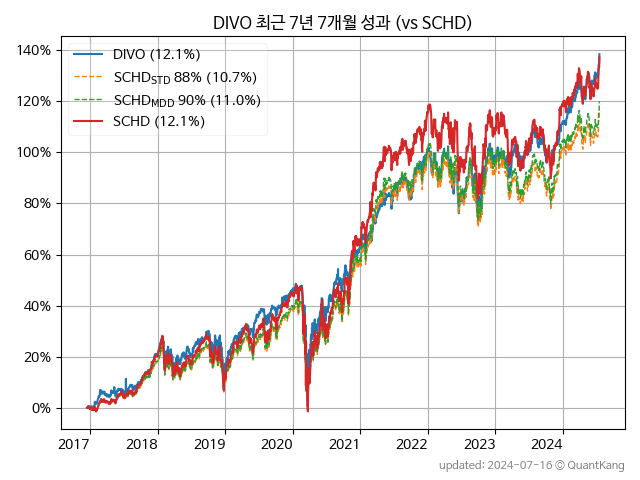 DIVO 최근 7년 7개월 성과 (vs SCHD)
DIVO (12.1%)
SCHD_STD 88% (10.7%)
SCHD_MDD 90% (11.0%)
SCHD (12.1%)
140%
120%
100%
80%
60%
40%
20%
0%
2017 2018 2019 2020 2021 2022 2023 2024
updated: 2024-07-16 © QuantKang